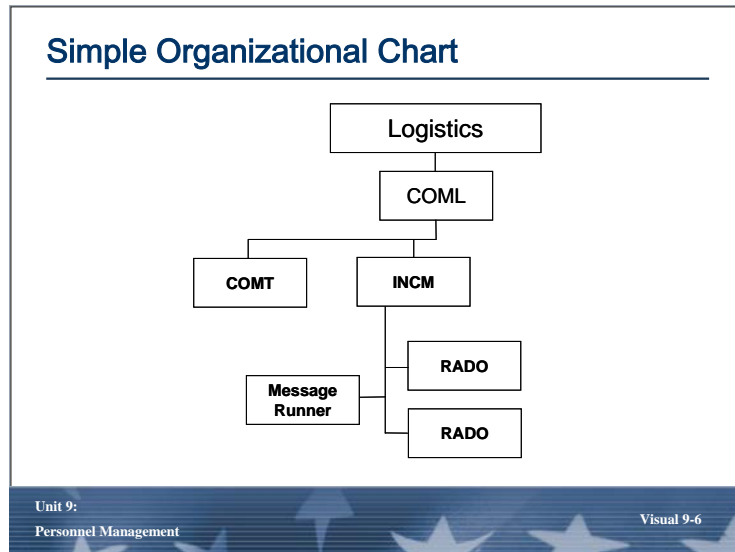 Simple Organizational Chart
Logistics
COML
COMT
INCM
RADO
Message
Runner
RADO
Unit 9:
Personnel Management
Visual 9-6